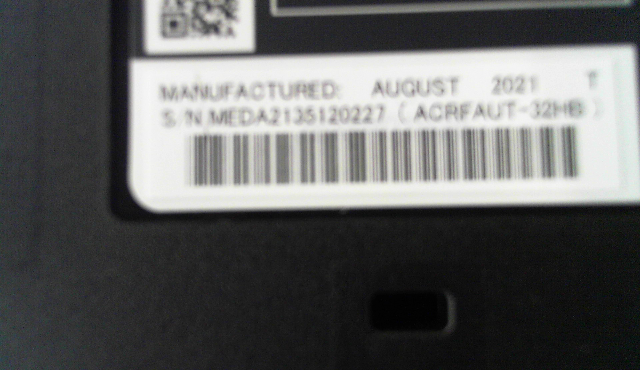 MANUFACTURED: AUGUST 2021 T
S/N MEDA2135120227 (ACRFAUT-32HB)